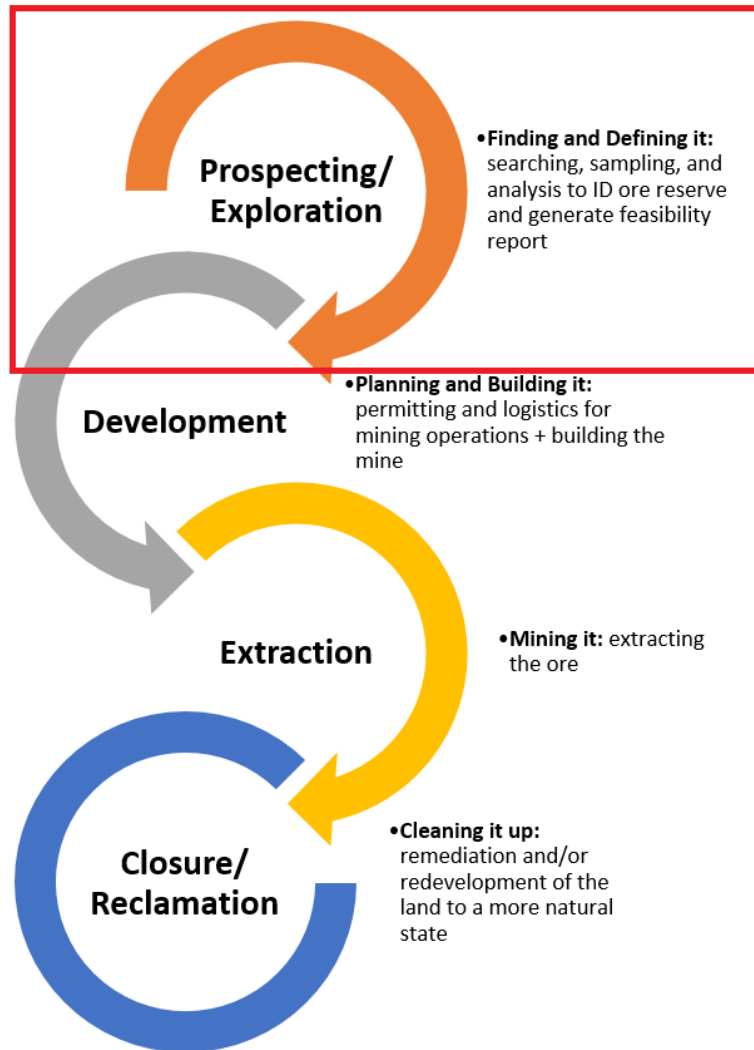 Prospecting/
Exploration
•Finding and Defining it:
searching, sampling, and
analysis to ID ore reserve
and generate feasibility
report
Development
•Planning and Building it:
permitting and logistics for
mining operations + building the
mine
Extraction
•Mining it: extracting
the ore
Closure/
Reclamation
•Cleaning it up:
remediation and/or
redevelopment of the
land to a more natural
state